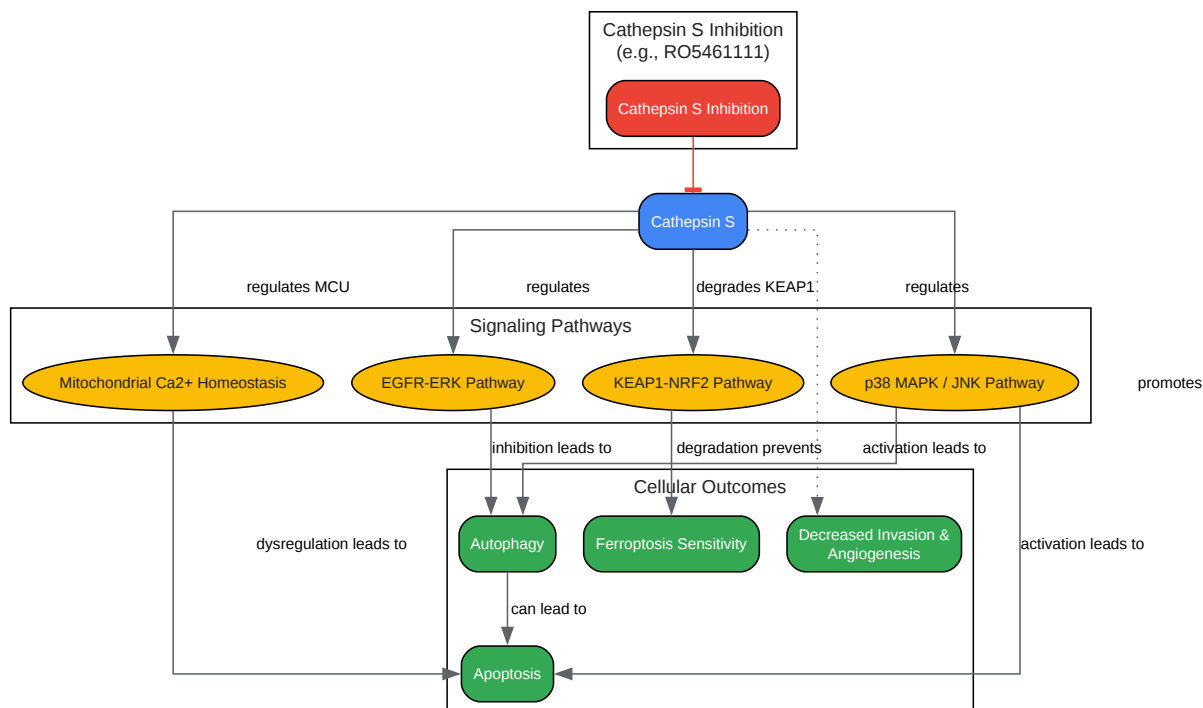 Cathepsin S Inhibition
(e.g., RO5461111)
Cathepsin S Inhibition
Cathepsin S
regulates MCU
regulates
degrades KEAP1
regulates
Signaling Pathways
Mitochondrial Ca2+ Homeostasis
EGFR-ERK Pathway
KEAP1-NRF2 Pathway
p38 MAPK / JNK Pathway
promotes
inhibition leads to
degradation prevents
activation leads to
Cellular Outcomes
Autophagy
Ferroptosis Sensitivity
Decreased Invasion &
Angiogenesis
dysregulation leads to
activation leads to
can lead to
Apoptosis